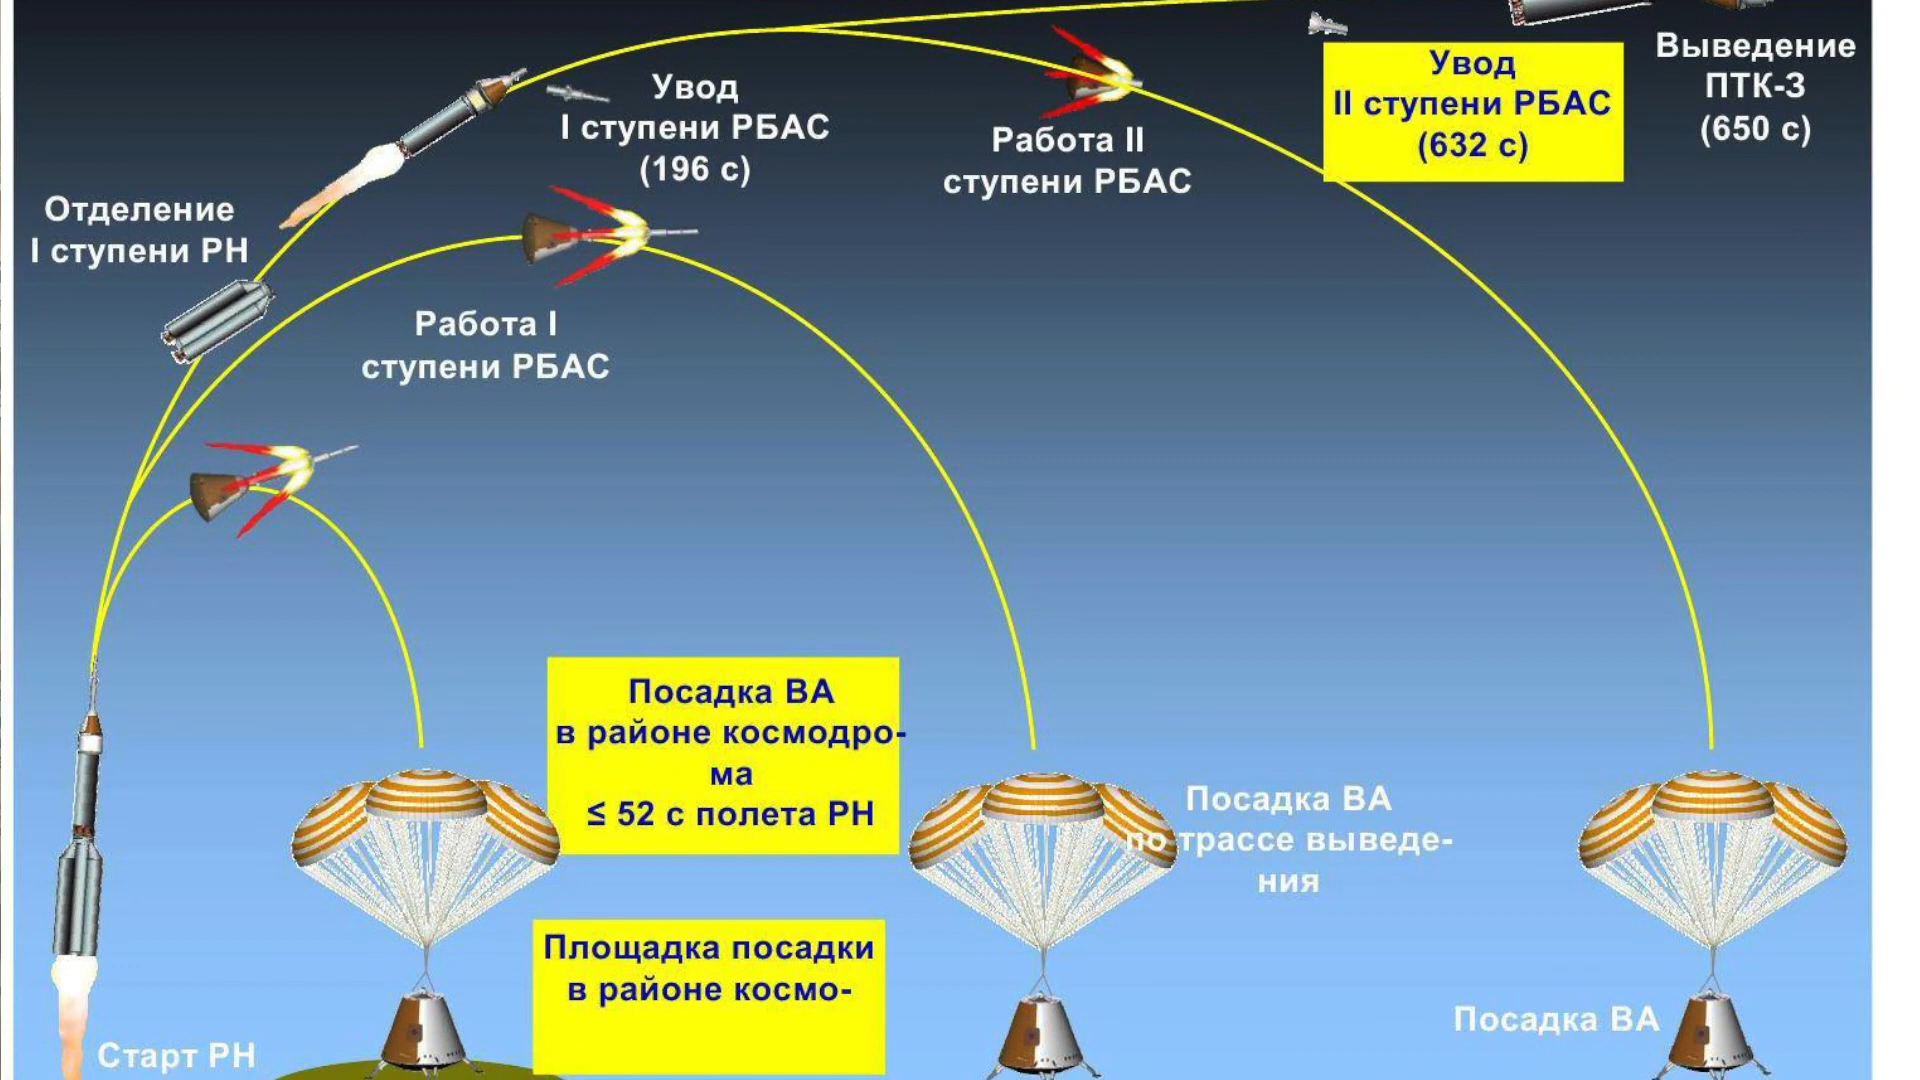 Увод
II ступени РБАС
(632 с)
Выведение
ПТК-З
(650 с)
Увод
I ступени РБАС
(196 с)
Работа II
ступени РБАС
Отделение
I ступени РН
Работа I
ступени РБАС
Посадка ВА
в районе космодро-
ма
≤ 52 с полета РН
Посадка ВА
по трассе выведе-
ния
Площадка посадки
в районе космо-
Посадка ВА
Старт РН